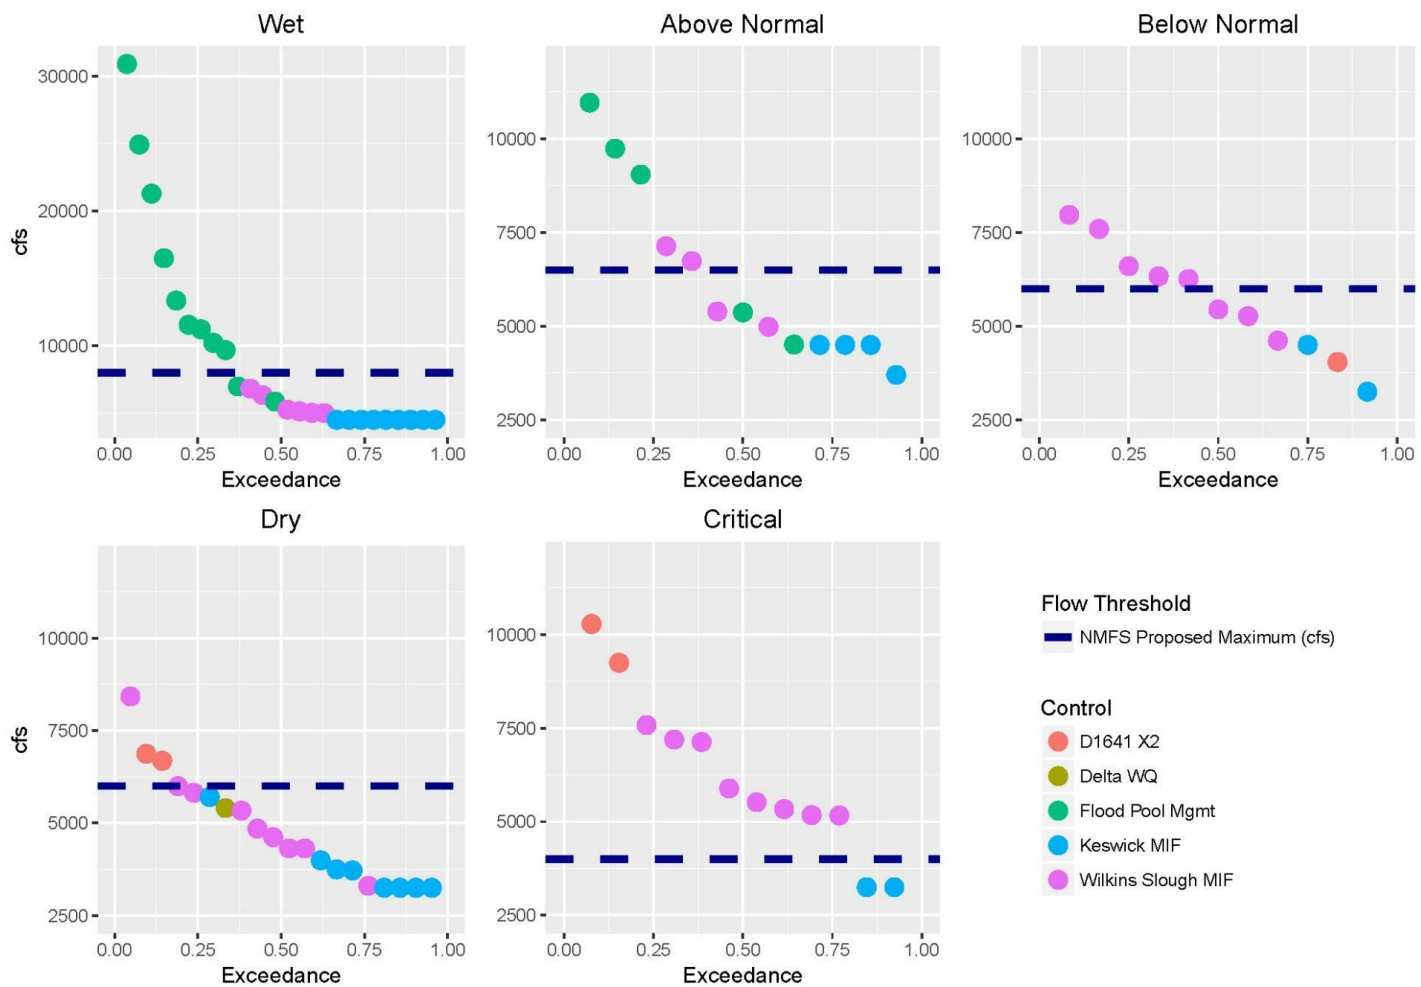 Wet
Above Normal
Below Normal
30000
20000
10000
cfs
0.00 0.25 0.50 0.75 1.00
Exceedance
10000
7500
5000
2500
0.00 0.25 0.50 0.75 1.00
Exceedance
10000
7500
5000
2500
0.00 0.25 0.50 0.75 1.00
Exceedance
Dry
Critical
10000
7500
5000
2500
cfs
0.00 0.25 0.50 0.75 1.00
Exceedance
10000
7500
5000
2500
0.00 0.25 0.50 0.75 1.00
Exceedance
Flow Threshold
NMFS Proposed Maximum (cfs)
Control
D1641 X2
Delta WQ
Flood Pool Mgmt
Keswick MIF
Wilkins Slough MIF